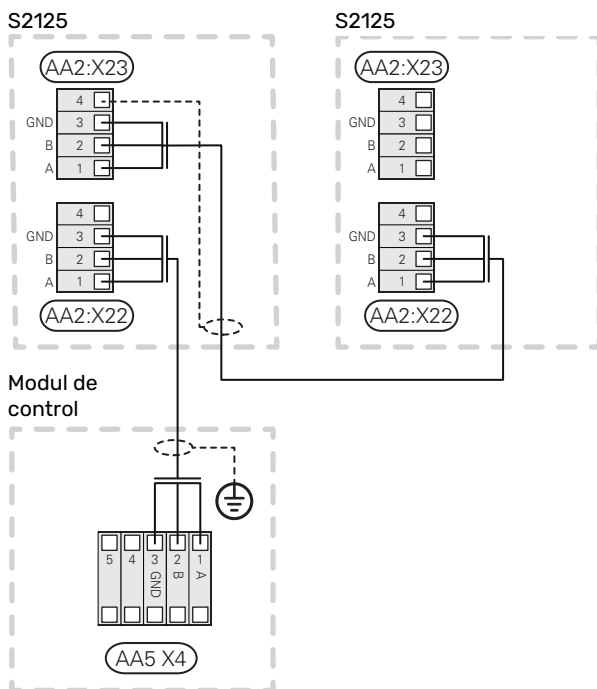 S2125
S2125
AA2:X23
AA2:X23
4
GND 3
B 2
A 1
4
GND 3
B 2
A 1
4
GND 3
B 2
A 1
4
GND 3
B 2
A 1
AA2:X22
AA2:X22
Modul de
control
5 4 3 2 1
GND B A
AA5 X4